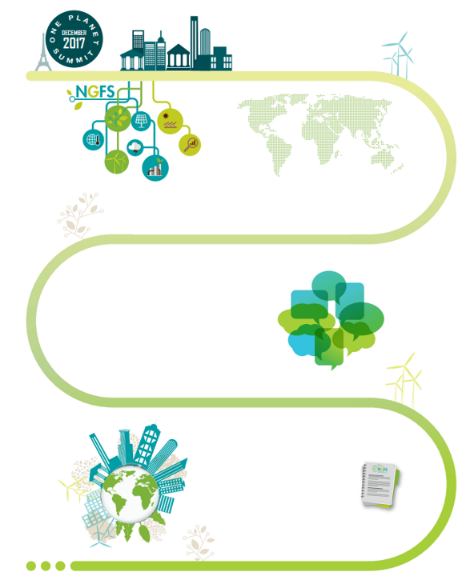 ONE PLANET SUMMIT
DECEMBER
2017
NGFS